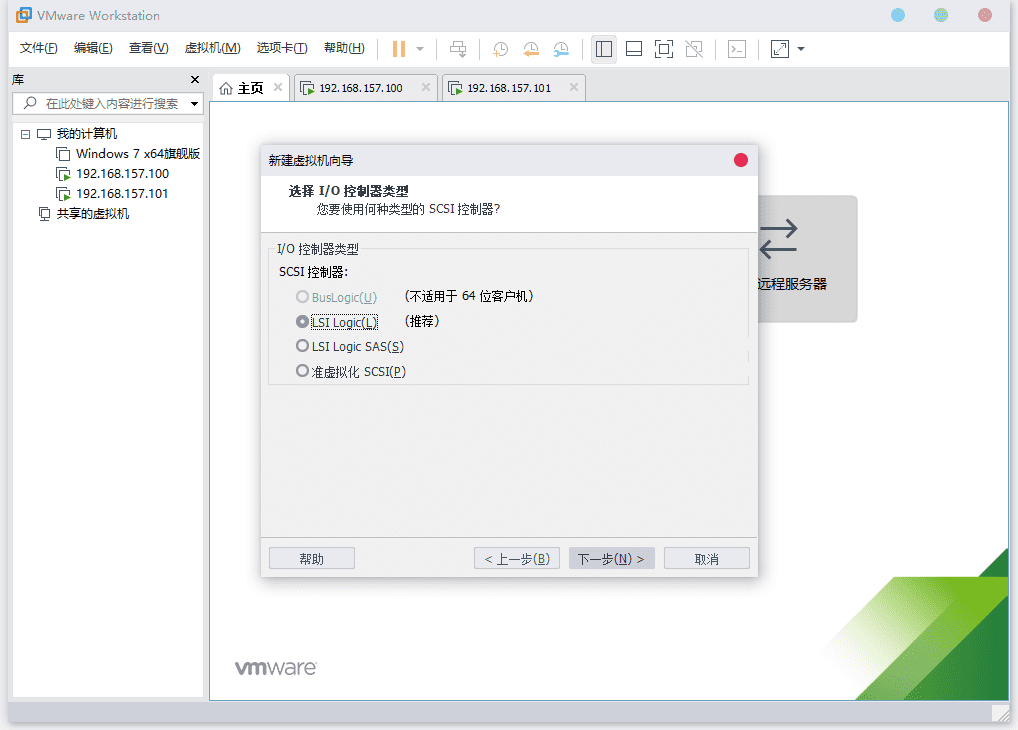 VMware Workstation
文件(F) 编辑(E) 查看(V) 虚拟机(M) 选项卡(T) 帮助(H)
库
主页 192.168.157.100 192.168.157.101
在此处键入内容进行搜索
我的计算机
Windows 7 x64旗舰版
192.168.157.100
192.168.157.101
共享的虚拟机
新建虚拟机向导
选择 I/O 控制器类型
您要使用何种类型的 SCSI 控制器?
I/O 控制器类型
SCSI 控制器:
BusLogic(U) (不适用于 64 位客户机)
LSI Logic(L) (推荐)
LSI Logic SAS(S)
准虚拟化 SCSI(P)
远程服务器
帮助 < 上一步(B) 下一步(N) > 取消
vmware